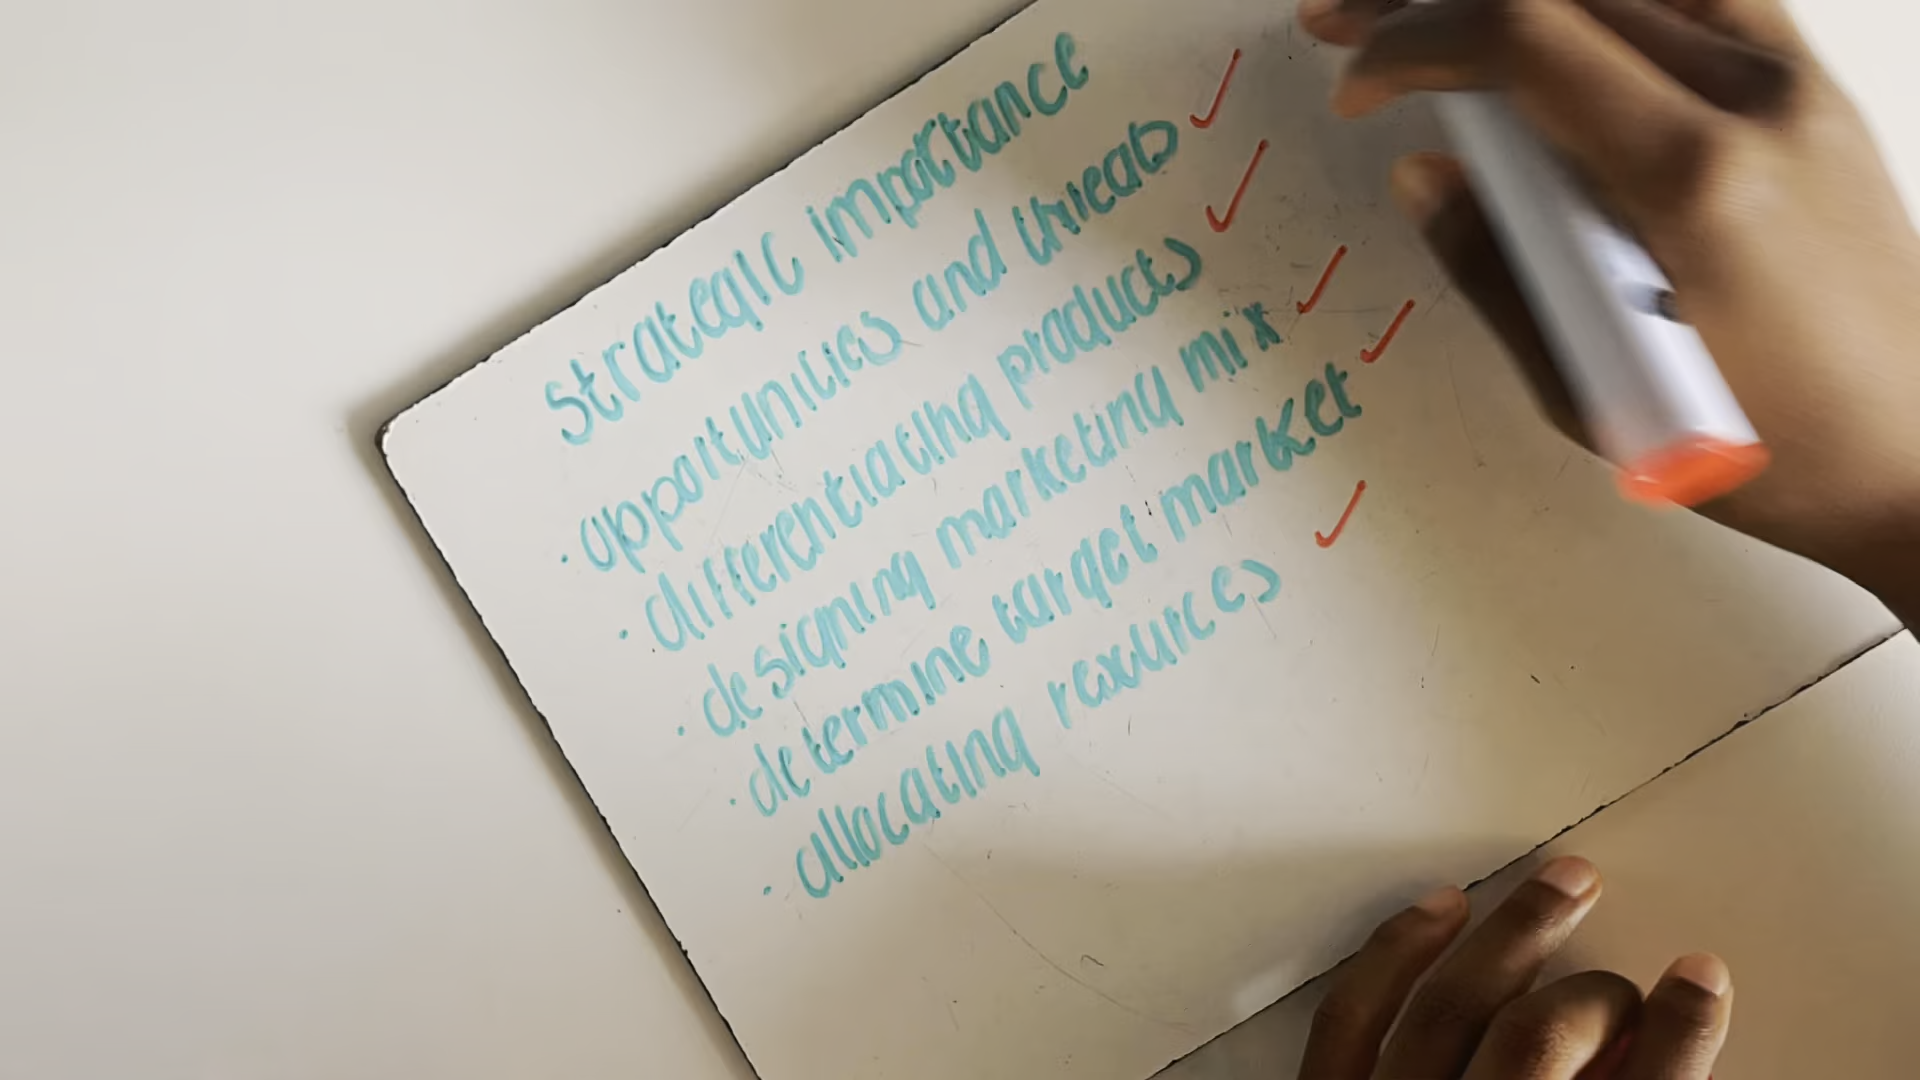 Strategic importance
· opportunities and threats ✓
· differentiating products ✓
· designing marketing mix ✓
· determine target market ✓
· allocating resources ✓